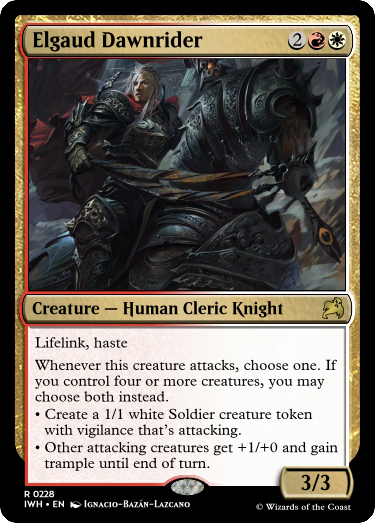 Elgaud Dawnrider 2
Creature — Human Cleric Knight
Lifelink, haste
Whenever this creature attacks, choose one. If
you control four or more creatures, you may
choose both instead.
• Create a 1/1 white Soldier creature token
with vigilance that's attacking.
• Other attacking creatures get +1/+0 and gain
trample until end of turn.
3/3
R 0228
IWH • EN Ignacio-Bazán-Lazcano
© Wizards of the Coast